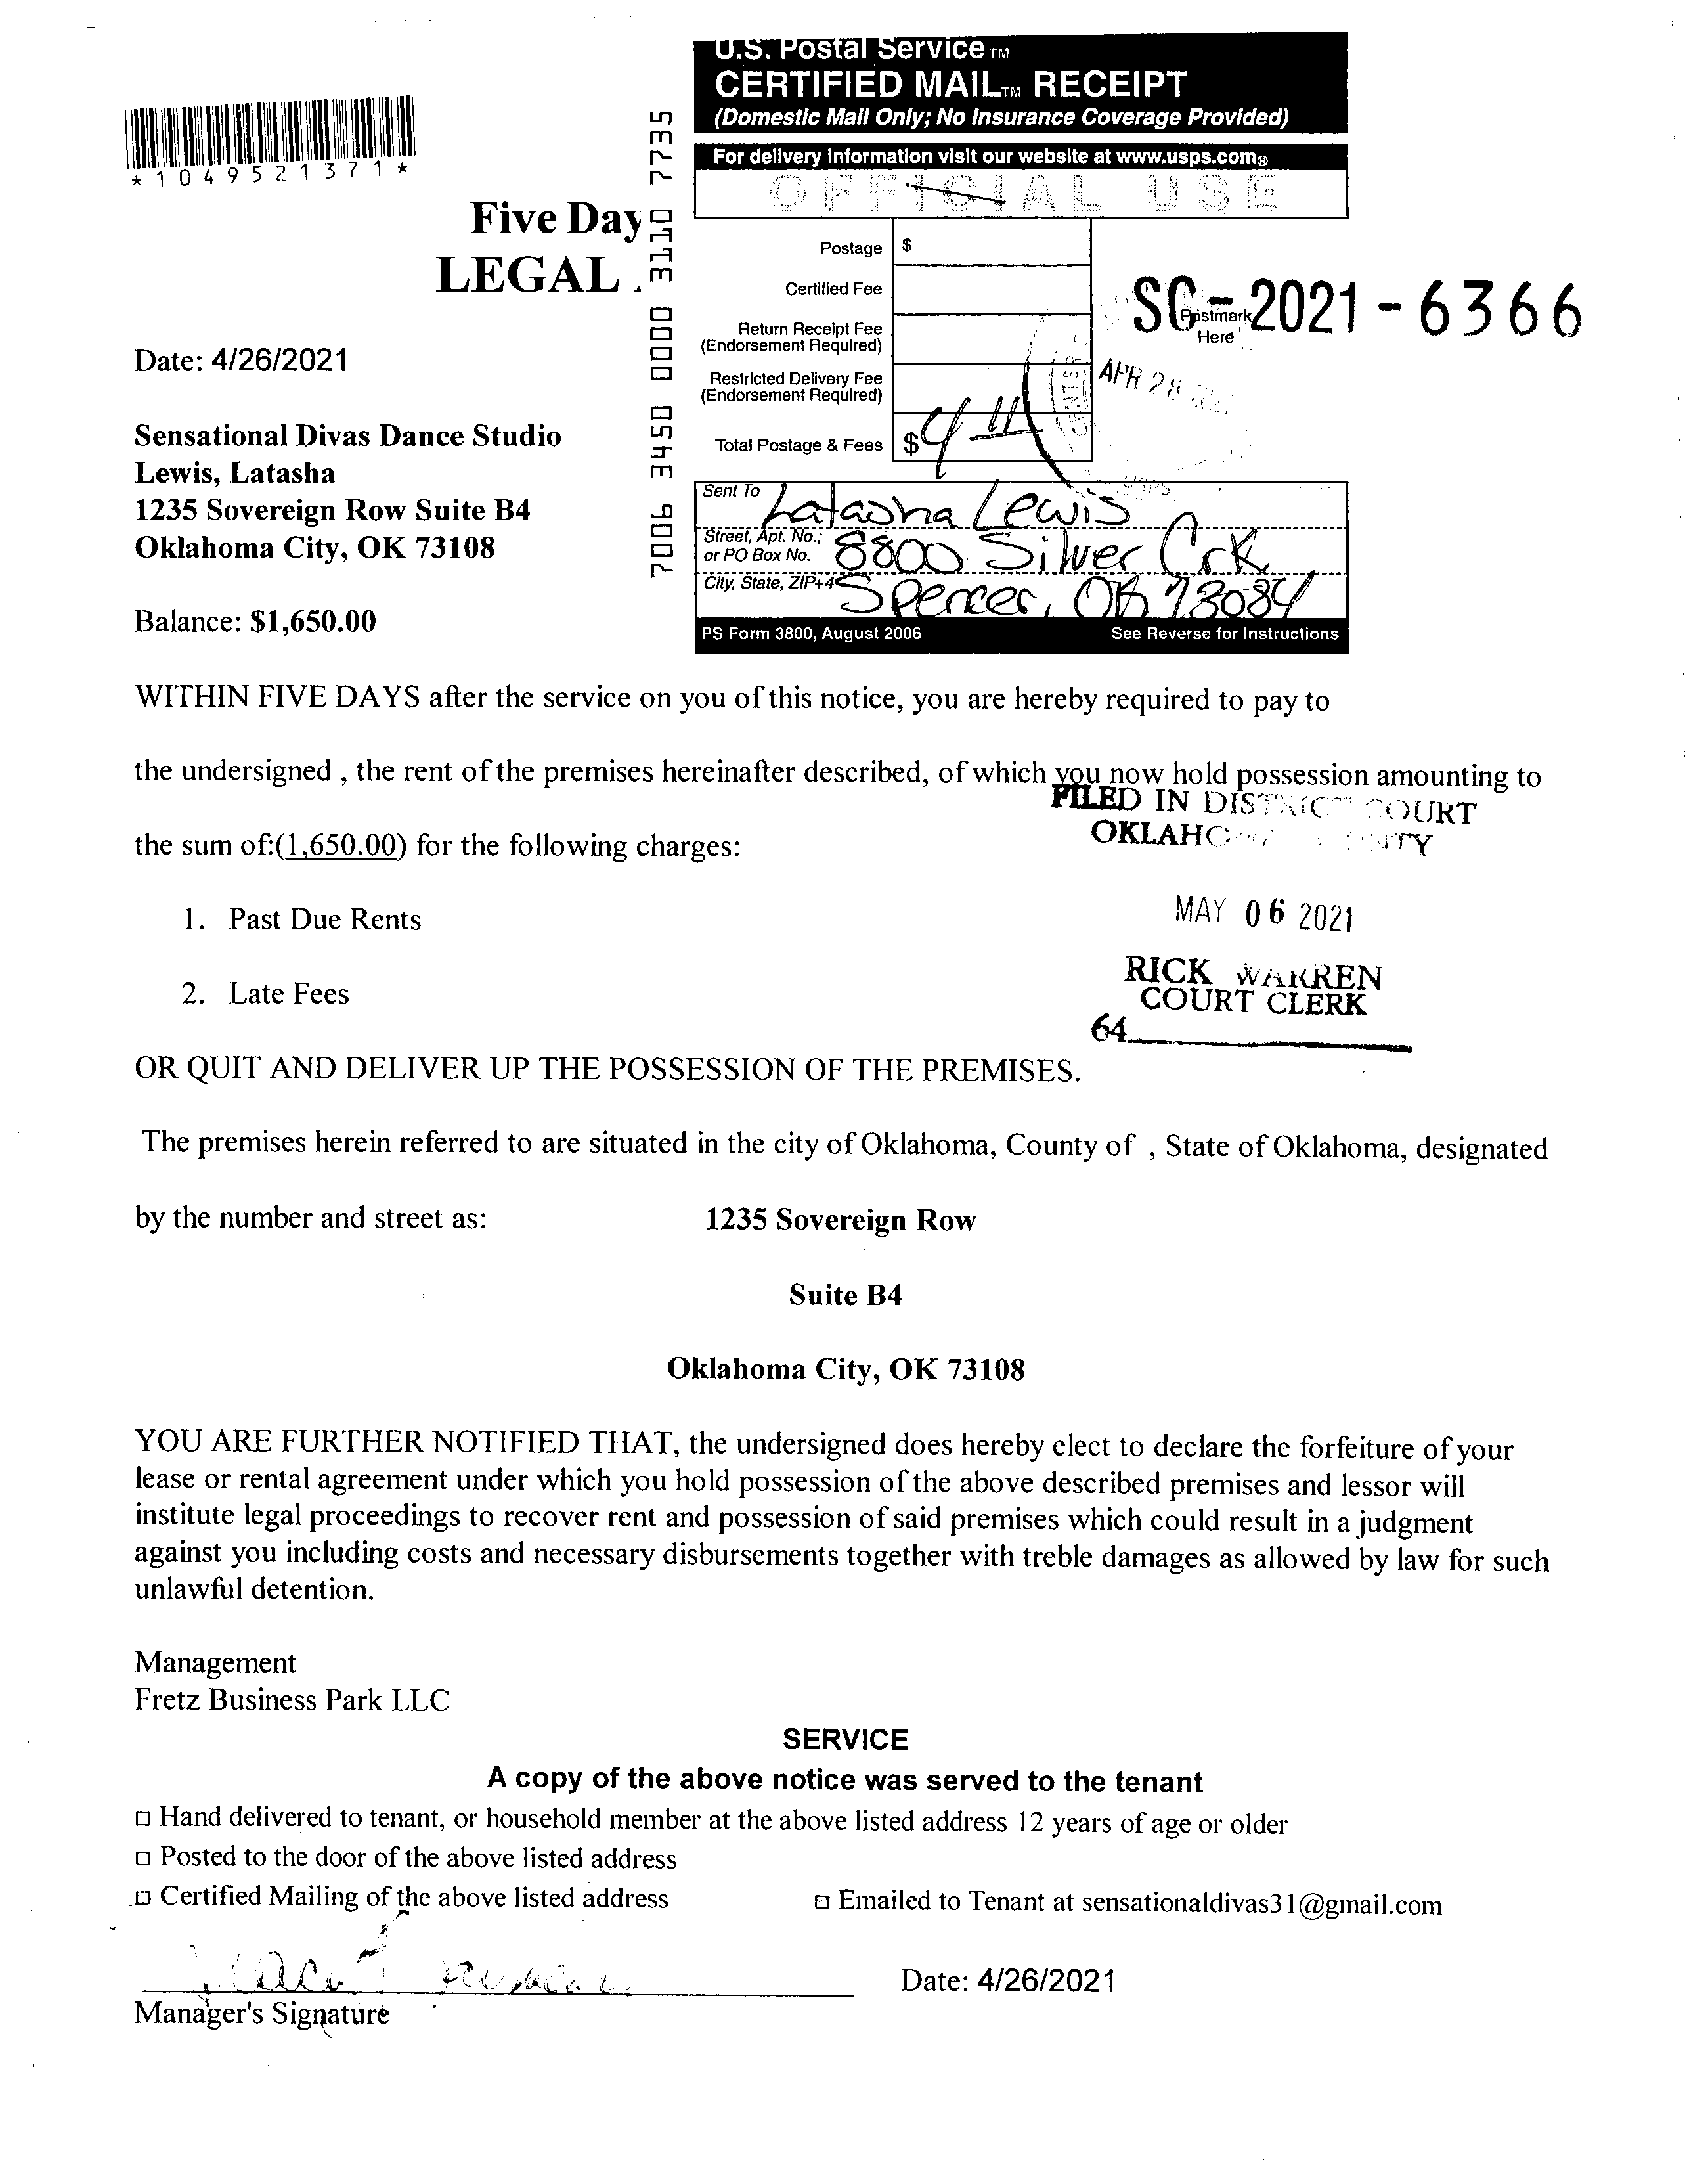 U.S. Postal Service™
CERTIFIED MAIL™ RECEIPT
(Domestic Mail Only; No Insurance Coverage Provided)
For delivery information visit our website at www.usps.com®
OFFICIAL USE
*1049521371*
7006 3450 0000 3110 7735
Five Day
LEGAL
Postage $
Certified Fee
Return Receipt Fee
(Endorsement Required)
Restricted Delivery Fee
(Endorsement Required)
Total Postage & Fees $ 4 11
Postmark
Here
SC-2021-6366
APR 28
USPS
Sent To Latasha Lewis
Street, Apt. No.;
or PO Box No. 8800 Silver Crk
City, State, ZIP+4 Spencer, OK 73084
PS Form 3800, August 2006 See Reverse for Instructions
Date: 4/26/2021
Sensational Divas Dance Studio
Lewis, Latasha
1235 Sovereign Row Suite B4
Oklahoma City, OK 73108
Balance: $1,650.00
WITHIN FIVE DAYS after the service on you of this notice, you are hereby required to pay to
the undersigned , the rent of the premises hereinafter described, of which you now hold possession amounting to
the sum of:(1,650.00) for the following charges:
FILED IN DISTRICT COURT
OKLAHOMA COUNTY
MAY 06 2021
RICK WARREN
COURT CLERK
64
1. Past Due Rents
2. Late Fees
OR QUIT AND DELIVER UP THE POSSESSION OF THE PREMISES.
The premises herein referred to are situated in the city of Oklahoma, County of , State of Oklahoma, designated
by the number and street as: 1235 Sovereign Row
Suite B4
Oklahoma City, OK 73108
YOU ARE FURTHER NOTIFIED THAT, the undersigned does hereby elect to declare the forfeiture of your
lease or rental agreement under which you hold possession of the above described premises and lessor will
institute legal proceedings to recover rent and possession of said premises which could result in a judgment
against you including costs and necessary disbursements together with treble damages as allowed by law for such
unlawful detention.
Management
Fretz Business Park LLC
SERVICE
A copy of the above notice was served to the tenant
□ Hand delivered to tenant, or household member at the above listed address 12 years of age or older
□ Posted to the door of the above listed address
□ Certified Mailing of the above listed address □ Emailed to Tenant at sensationaldivas31@gmail.com
Date: 4/26/2021
Manager's Signature